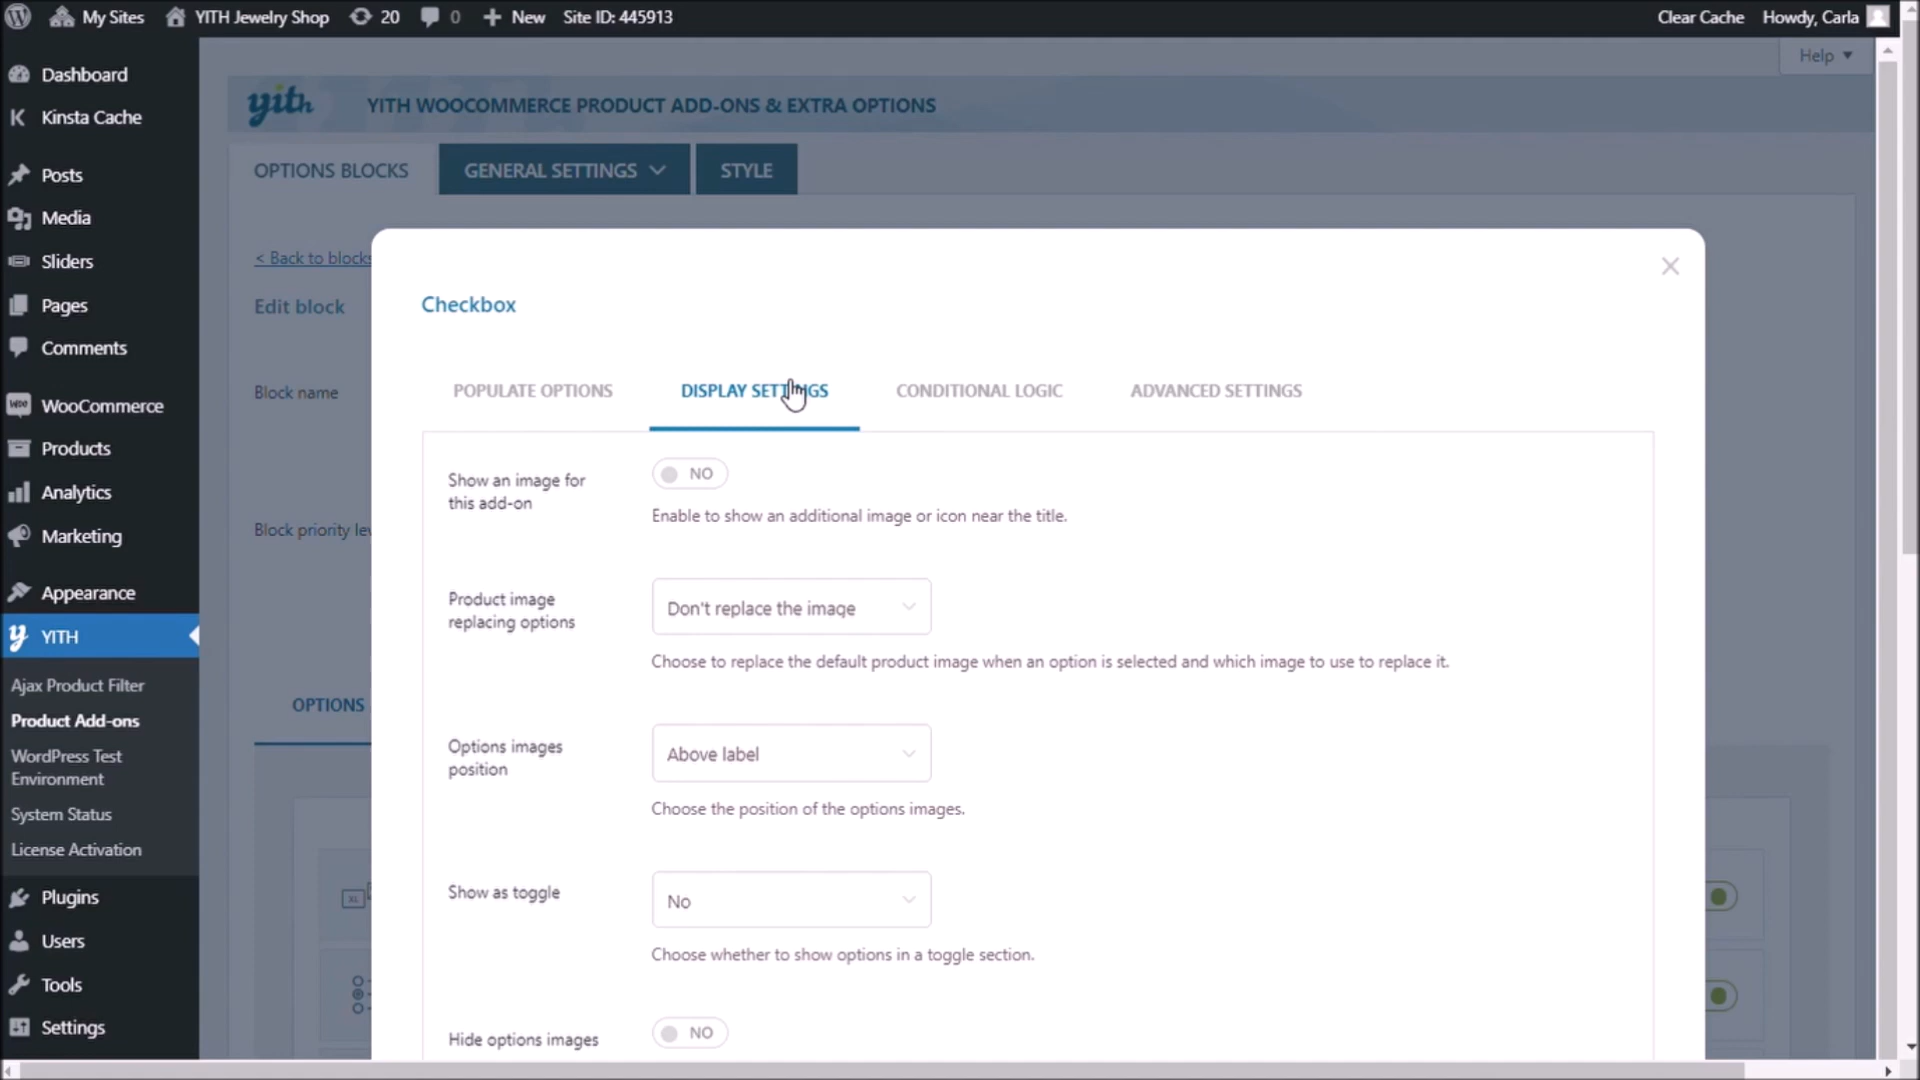 My Sites
YITH Jewelry Shop
20
0
New
Site ID: 445913
Clear Cache
Howdy, Carla
Help
Dashboard
Kinsta Cache
Posts
Media
Sliders
Pages
Comments
WooCommerce
Products
Analytics
Marketing
Appearance
YITH
Ajax Product Filter
Product Add-ons
WordPress Test
Environment
System Status
License Activation
Plugins
Users
Tools
Settings
yith
YITH WOOCOMMERCE PRODUCT ADD-ONS & EXTRA OPTIONS
OPTIONS BLOCKS
GENERAL SETTINGS
STYLE
< Back to blocks
Edit block
Block name
Block priority lev
OPTIONS
XL
Checkbox
POPULATE OPTIONS
DISPLAY SETTINGS
CONDITIONAL LOGIC
ADVANCED SETTINGS
Show an image for
this add-on
NO
Enable to show an additional image or icon near the title.
Product image
replacing options
Don't replace the image
Choose to replace the default product image when an option is selected and which image to use to replace it.
Options images
position
Above label
Choose the position of the options images.
Show as toggle
No
Choose whether to show options in a toggle section.
Hide options images
NO